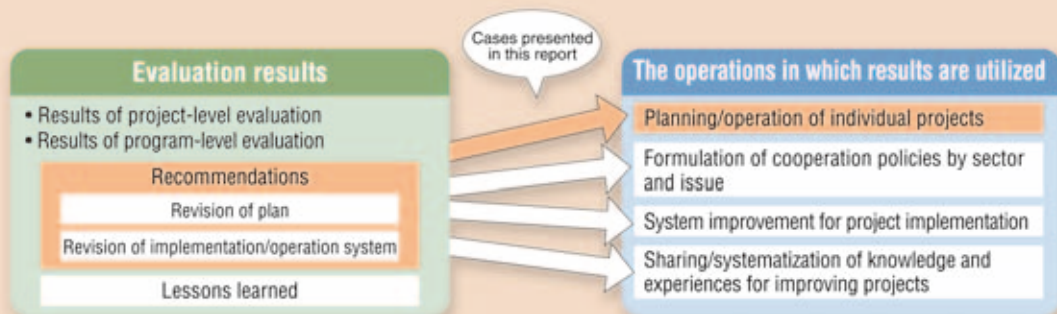 Cases presented
in this report
Evaluation results
• Results of project-level evaluation
• Results of program-level evaluation
Recommendations
Revision of plan
Revision of implementation/operation system
Lessons learned
The operations in which results are utilized
Planning/operation of individual projects
Formulation of cooperation policies by sector
and issue
System improvement for project implementation
Sharing/systematization of knowledge and
experiences for improving projects